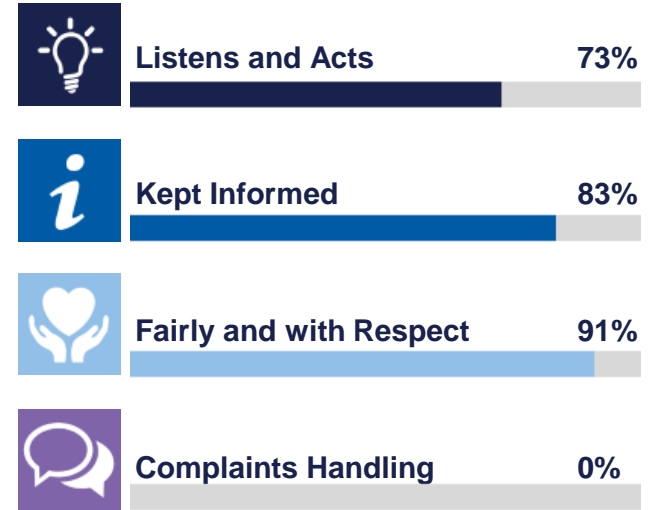 Listens and Acts 73%
Kept Informed 83%
Fairly and with Respect 91%
Complaints Handling 0%